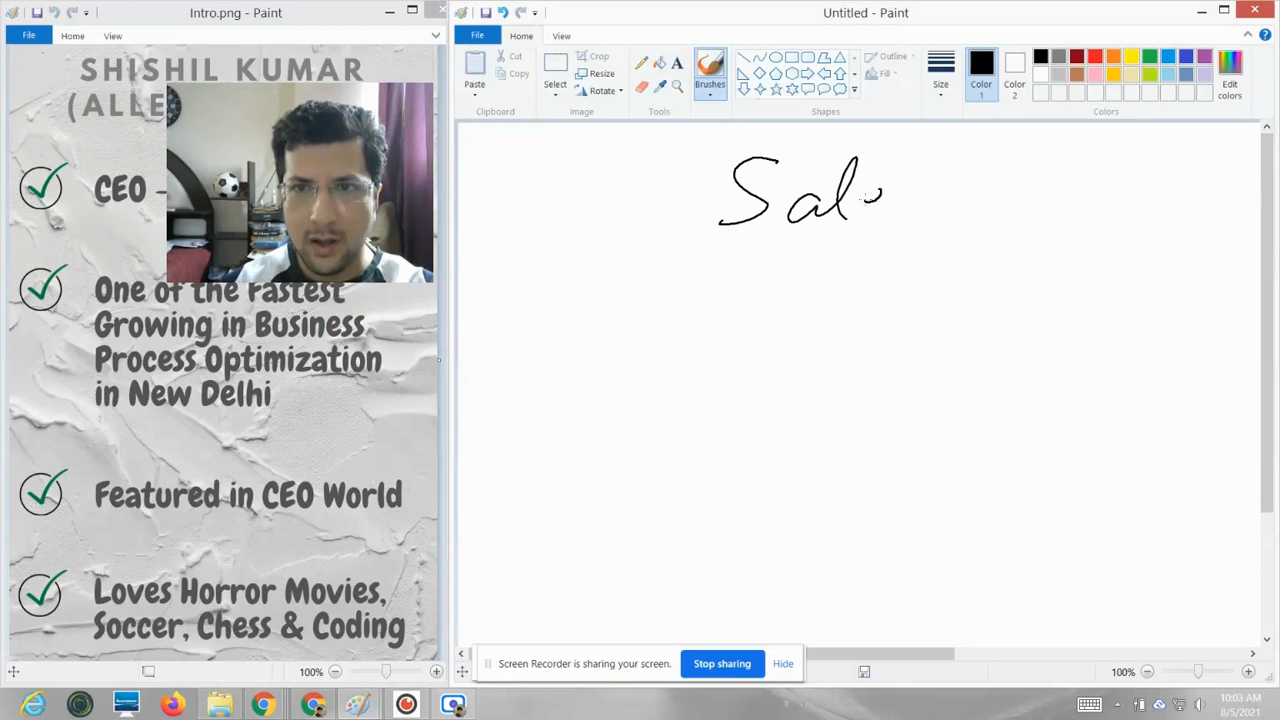 Intro.png - Paint
File Home View
SHISHIL KUMAR
(ALLE
CEO -
One of the Fastest
Growing in Business
Process Optimization
in New Delhi
Featured in CEO World
Loves Horror Movies,
Soccer, Chess & Coding
100%
Untitled - Paint
File Home View
Paste
Cut
Copy
Clipboard
Select
Crop
Resize
Rotate
Image
A
Tools
Brushes
Outline
Fill
Shapes
Size
Color
1
Color
2
Edit
colors
Colors
Sale
Screen Recorder is sharing your screen. Stop sharing Hide
100%
10:03 AM
8/5/2021